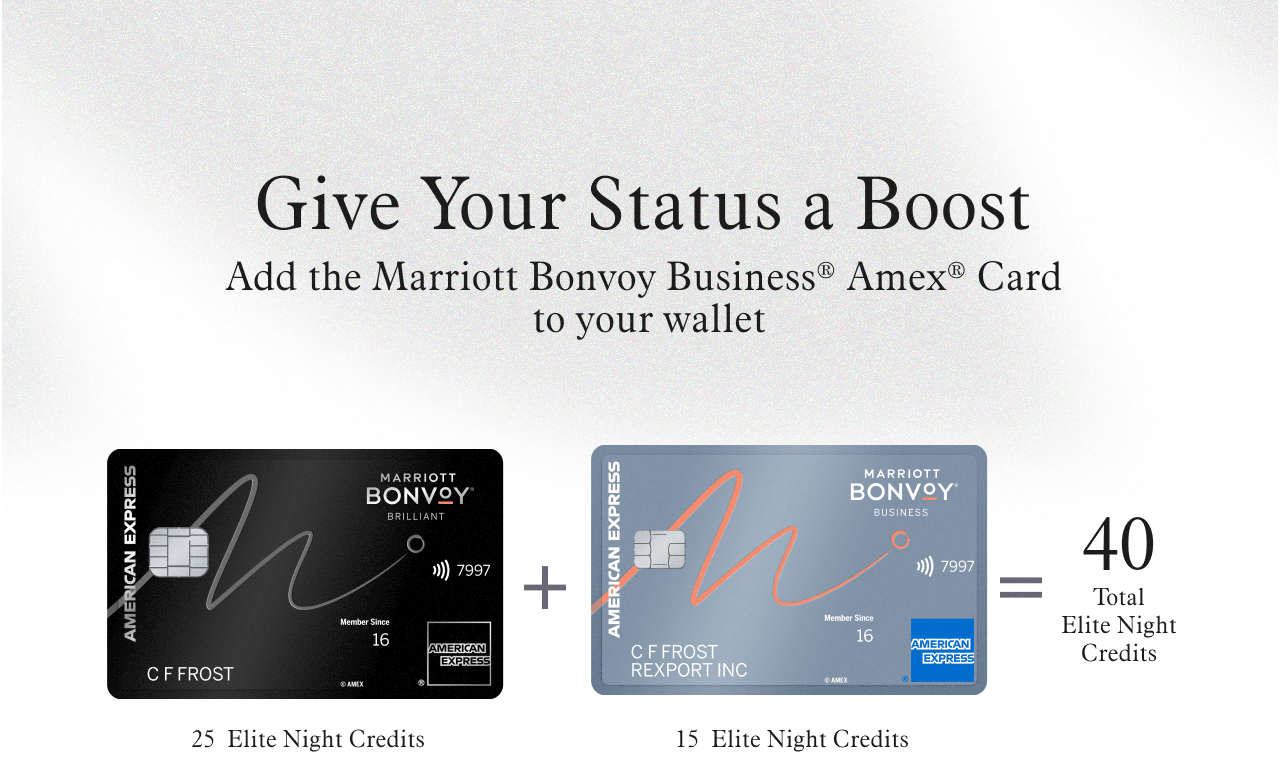 Give Your Status a Boost
Add the Marriott Bonvoy Business® Amex® Card
to your wallet
AMERICAN EXPRESS
MARRIOTT
BONVOY®
BRILLIANT
7997
Member Since
16
C F FROST
© AMEX
AMERICAN
EXPRESS
®
+
AMERICAN EXPRESS
MARRIOTT
BONVOY®
BUSINESS
7997
Member Since
16
C F FROST
REXPORT INC
© AMEX
AMERICAN
EXPRESS
®
=
40
Total
Elite Night
Credits
25 Elite Night Credits
15 Elite Night Credits